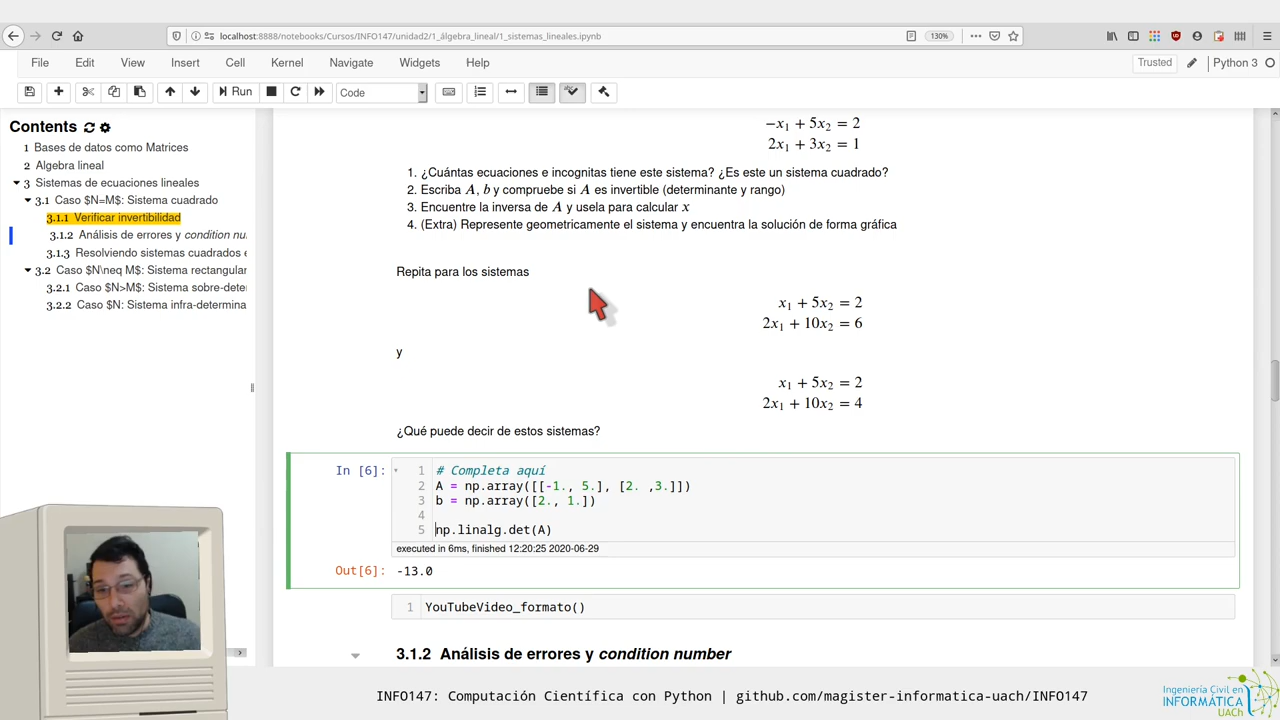 localhost:8888/notebooks/Cursos/INFO147/unidad2/1_álgebra_lineal/1_sistemas_lineales.ipynb
130%
File Edit View Insert Cell Kernel Navigate Widgets Help
Trusted
Python 3
Run
Code
Contents
1 Bases de datos como Matrices
2 Algebra lineal
3 Sistemas de ecuaciones lineales
3.1 Caso $N=M$: Sistema cuadrado
3.1.1 Verificar invertibilidad
3.1.2 Análisis de errores y condition nu
3.1.3 Resolviendo sistemas cuadrados
3.2 Caso $N\neq M$: Sistema rectangular
3.2.1 Caso $N>M$: Sistema sobre-dete
3.2.2 Caso $N: Sistema infra-determina
−x₁ + 5x₂ = 2
2x₁ + 3x₂ = 1
1. ¿Cuántas ecuaciones e incognitas tiene este sistema? ¿Es este un sistema cuadrado?
2. Escriba A, b y compruebe si A es invertible (determinante y rango)
3. Encuentre la inversa de A y usela para calcular x
4. (Extra) Represente geometricamente el sistema y encuentra la solución de forma gráfica
Repita para los sistemas
x₁ + 5x₂ = 2
2x₁ + 10x₂ = 6
y
x₁ + 5x₂ = 2
2x₁ + 10x₂ = 4
¿Qué puede decir de estos sistemas?
In [6]:
1 # Completa aquí
2 A = np.array([[-1., 5.], [2. ,3.]])
3 b = np.array([2., 1.])
4
5 np.linalg.det(A)
executed in 6ms, finished 12:20:25 2020-06-29
Out[6]: -13.0
1 YouTubeVideo_formato()
3.1.2 Análisis de errores y condition number
INFO147: Computación Científica con Python | github.com/magister-informatica-uach/INFO147
Ingeniería Civil en
INFORMÁTICA
UACh